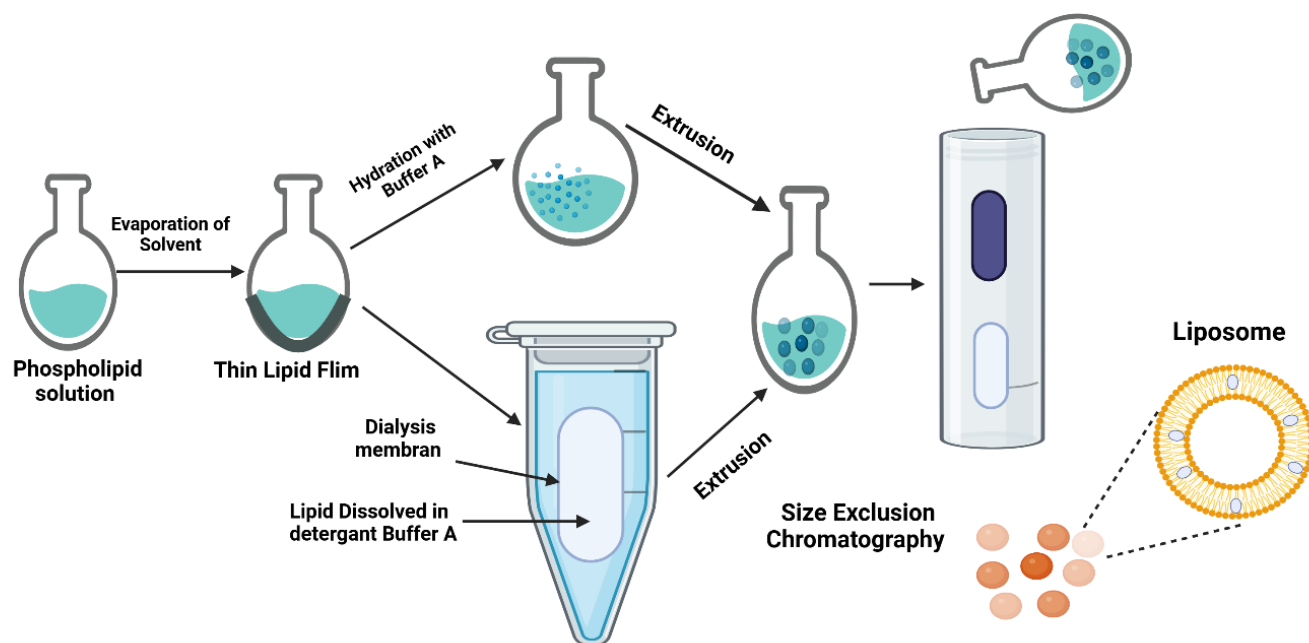 Phospholipid
solution
Evaporation of
Solvent
Thin Lipid Flim
Hydration with
Buffer A
Extrusion
Dialysis
membran
Lipid Dissolved in
detergant Buffer A
Extrusion
Size Exclusion
Chromatography
Liposome